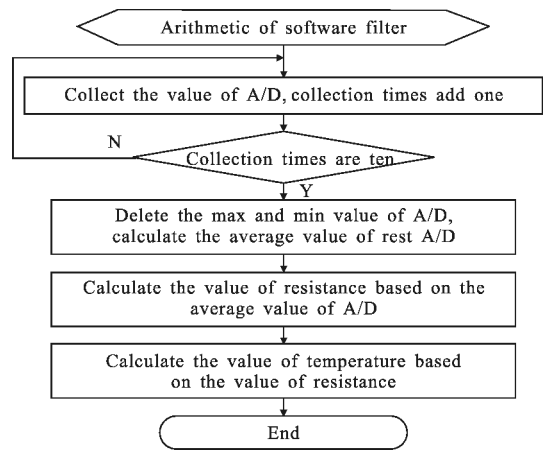 Arithmetic of software filter
Collect the value of A/D, collection times add one
N
Collection times are ten
Y
Delete the max and min value of A/D,
calculate the average value of rest A/D
Calculate the value of resistance based on the
average value of A/D
Calculate the value of temperature based
on the value of resistance
End